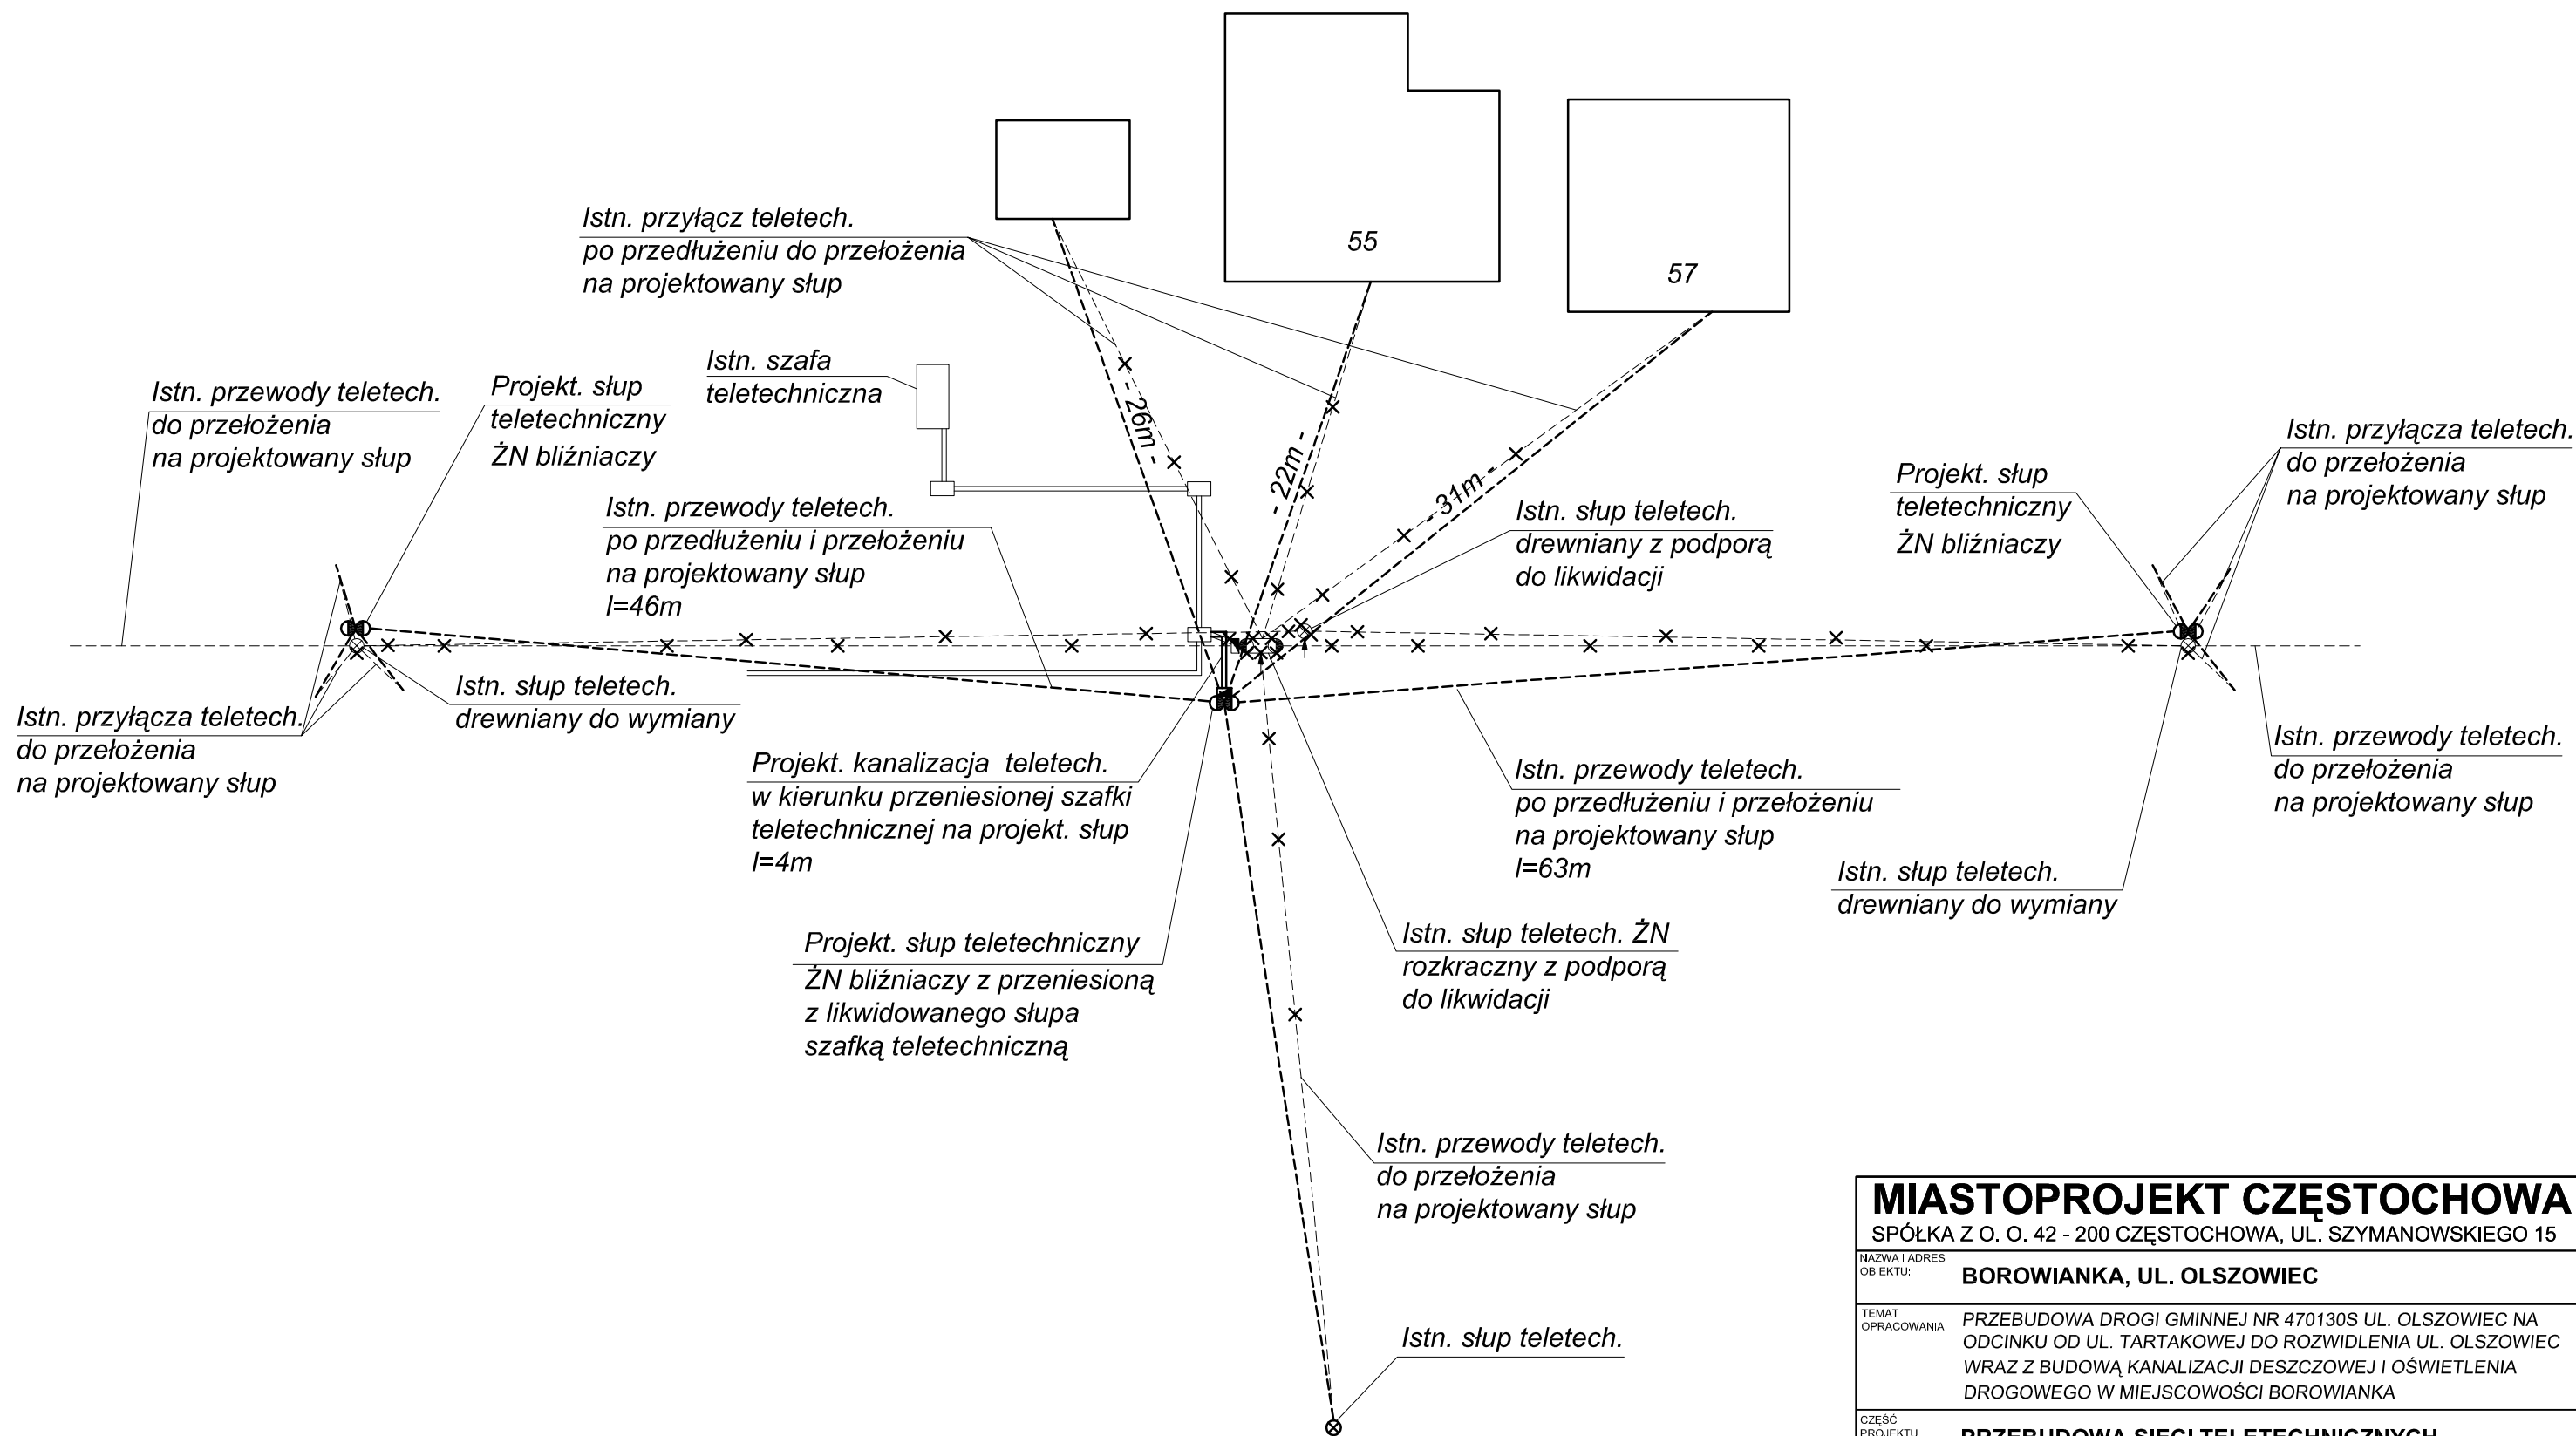 55
57
Istn. przyłącz teletech.
po przedłużeniu do przełożenia
na projektowany słup
Istn. szafa
teletechniczna
Istn. przewody teletech.
do przełożenia
na projektowany słup
Projekt. słup
teletechniczny
ŻN bliźniaczy
- 26m -
- 22m -
- 31m -
Istn. przewody teletech.
po przedłużeniu i przełożeniu
na projektowany słup
l=46m
Istn. słup teletech.
drewniany z podporą
do likwidacji
Projekt. słup
teletechniczny
ŻN bliźniaczy
Istn. przyłącza teletech.
do przełożenia
na projektowany słup
Istn. przyłącza teletech.
do przełożenia
na projektowany słup
Istn. słup teletech.
drewniany do wymiany
Projekt. kanalizacja teletech.
w kierunku przeniesionej szafki
teletechnicznej na projekt. słup
l=4m
Istn. przewody teletech.
po przedłużeniu i przełożeniu
na projektowany słup
l=63m
Istn. przewody teletech.
do przełożenia
na projektowany słup
Istn. słup teletech.
drewniany do wymiany
Projekt. słup teletechniczny
ŻN bliźniaczy z przeniesioną
z likwidowanego słupa
szafką teletechniczną
Istn. słup teletech. ŻN
rozkraczny z podporą
do likwidacji
Istn. przewody teletech.
do przełożenia
na projektowany słup
Istn. słup teletech.
MIASTOPROJEKT CZĘSTOCHOWA
SPÓŁKA Z O. O. 42 - 200 CZĘSTOCHOWA, UL. SZYMANOWSKIEGO 15
NAZWA I ADRES
OBIEKTU:
BOROWIANKA, UL. OLSZOWIEC
TEMAT
OPRACOWANIA:
PRZEBUDOWA DROGI GMINNEJ NR 470130S UL. OLSZOWIEC NA
ODCINKU OD UL. TARTAKOWEJ DO ROZWIDLENIA UL. OLSZOWIEC
WRAZ Z BUDOWĄ KANALIZACJI DESZCZOWEJ I OŚWIETLENIA
DROGOWEGO W MIEJSCOWOŚCI BOROWIANKA
CZĘŚĆ
PROJEKTU
PRZEBUDOWA SIECI TELETECHNICZNYCH